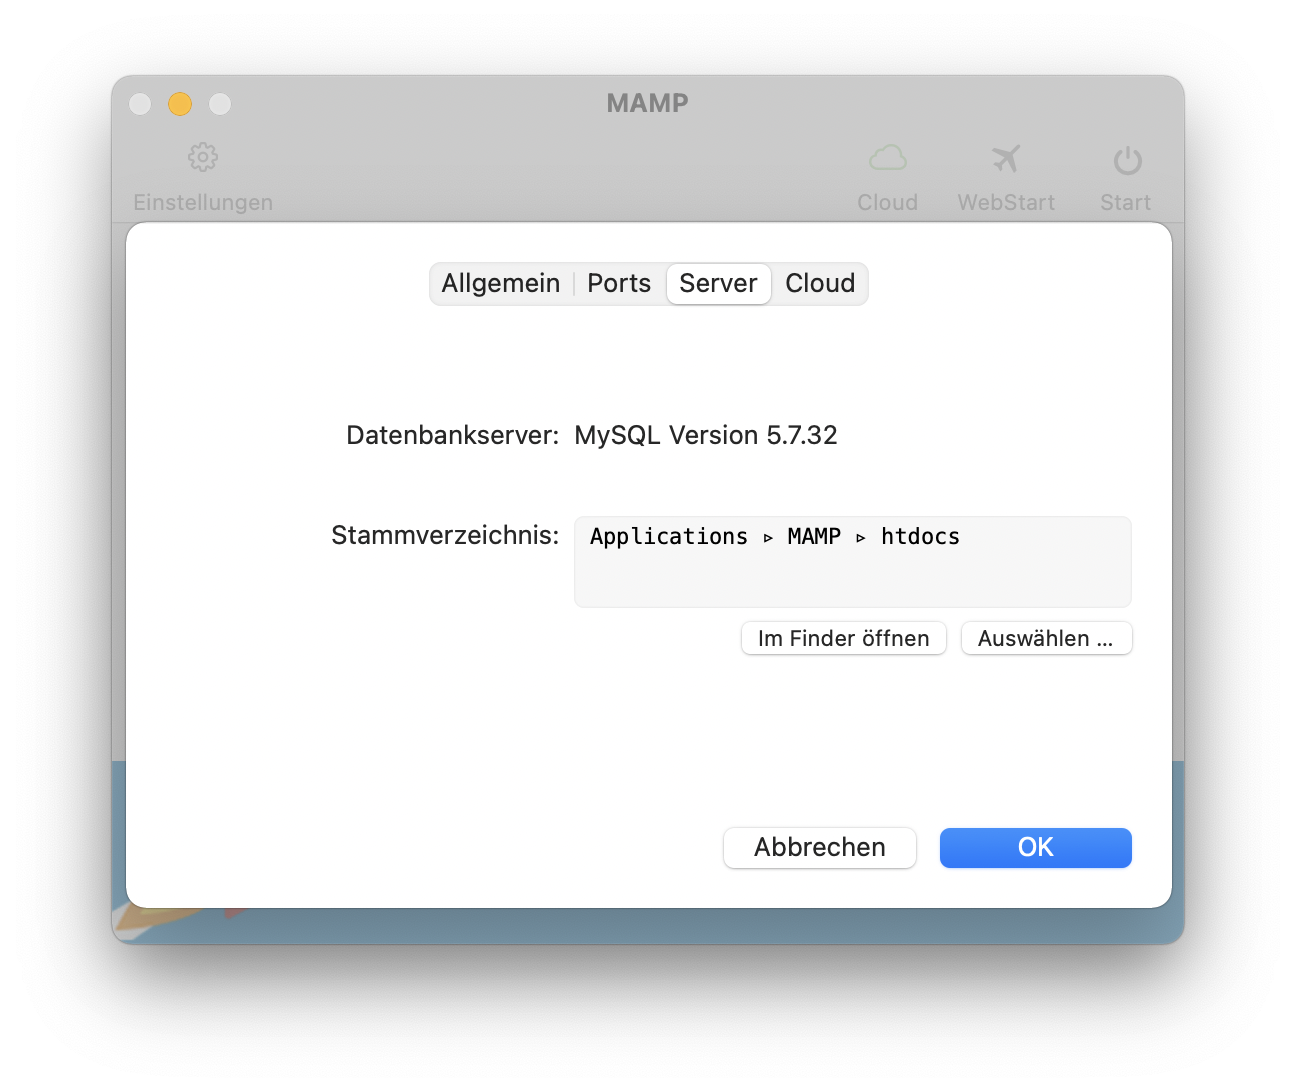 MAMP
Einstellungen
Cloud
WebStart
Start
Allgemein
Ports
Server
Cloud
Datenbankserver: MySQL Version 5.7.32
Stammverzeichnis: Applications ▹ MAMP ▹ htdocs
Im Finder öffnen
Auswählen ...
Abbrechen
OK